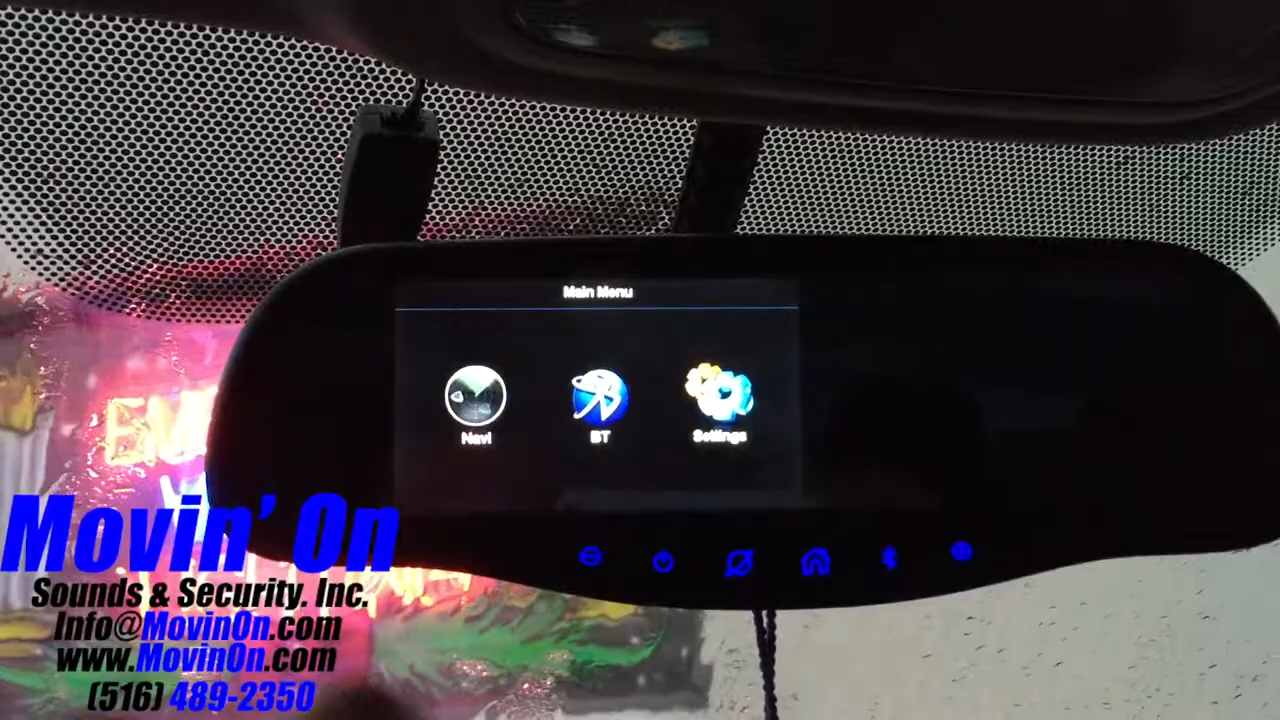 Main Menu
Navi
BT
Settings
Movin' On
Sounds & Security. Inc.
Info@MovinOn.com
www.MovinOn.com
(516) 489-2350